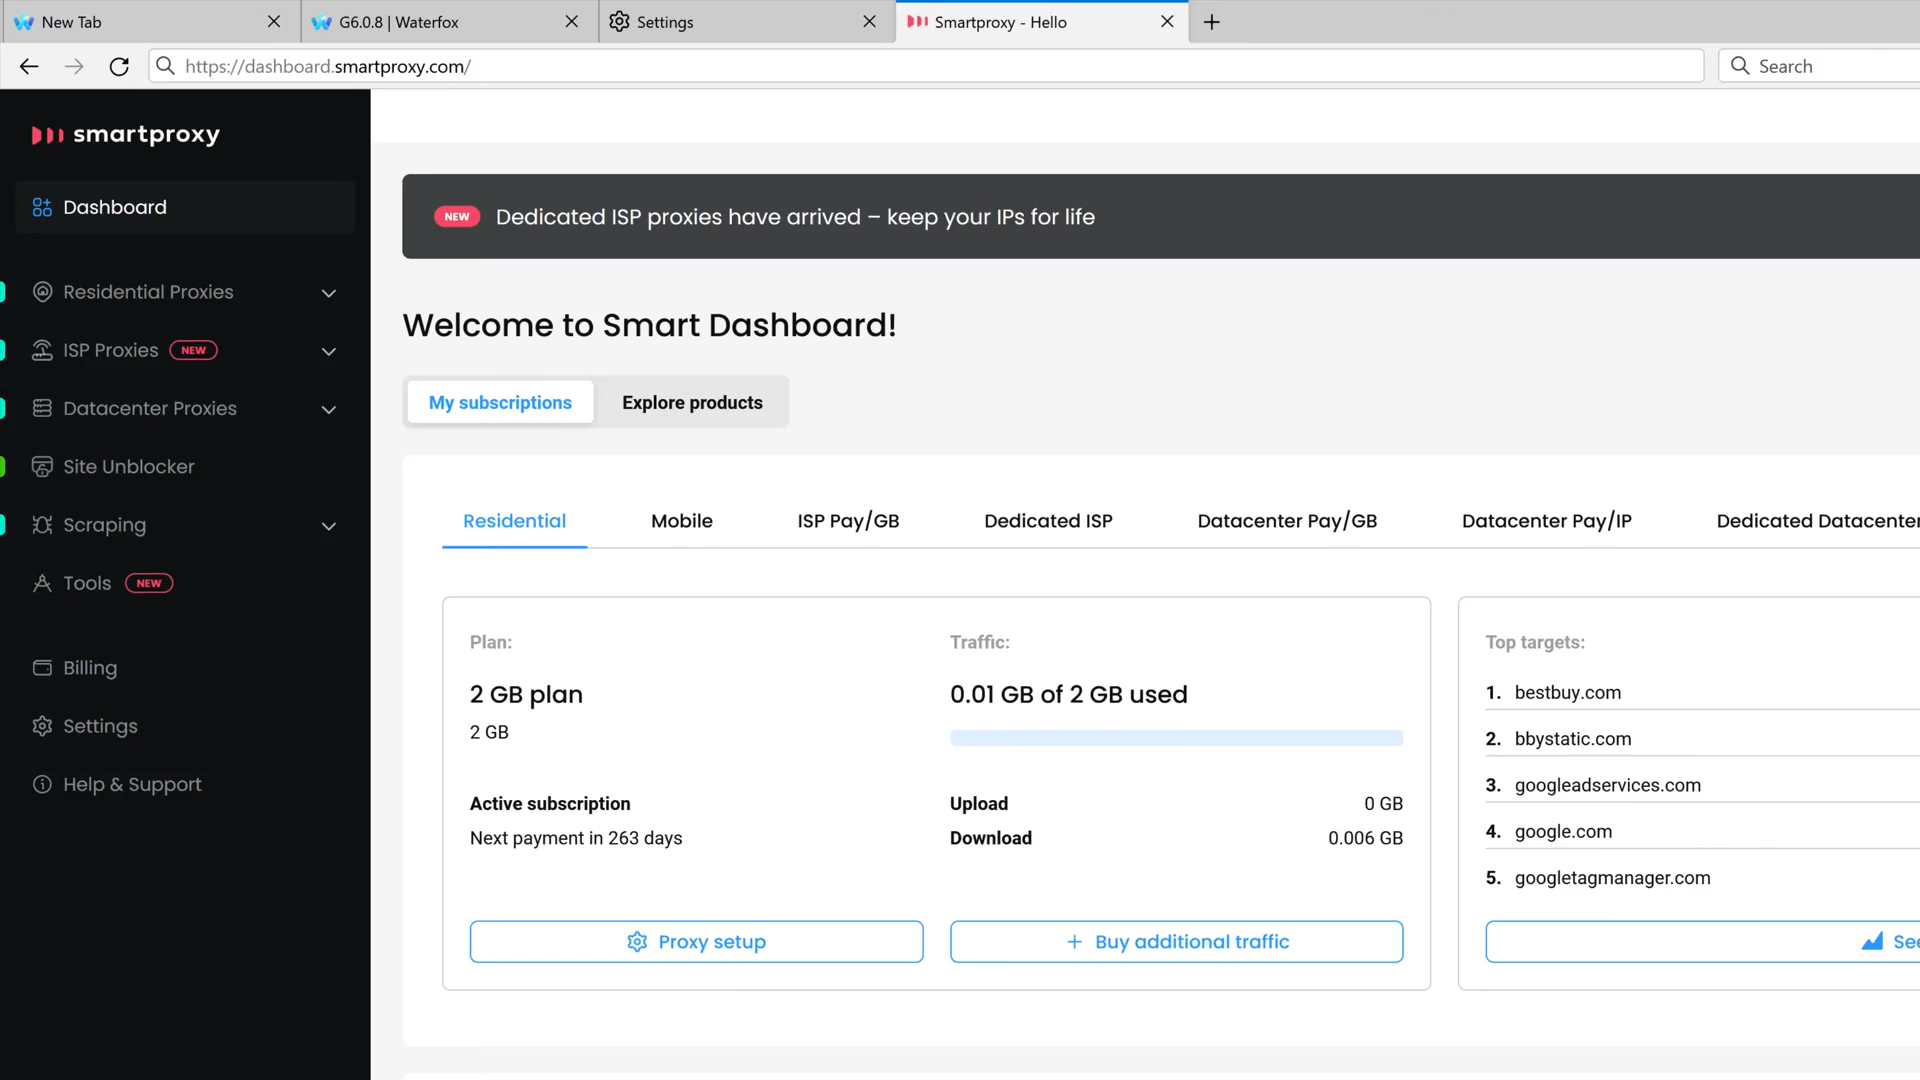 New Tab
G6.0.8 | Waterfox
Settings
Smartproxy - Hello
https://dashboard.smartproxy.com/
Search
smartproxy
Dashboard
Residential Proxies
ISP Proxies NEW
Datacenter Proxies
Site Unblocker
Scraping
Tools NEW
Billing
Settings
Help & Support
NEW Dedicated ISP proxies have arrived – keep your IPs for life
Welcome to Smart Dashboard!
My subscriptions Explore products
Residential Mobile ISP Pay/GB Dedicated ISP Datacenter Pay/GB Datacenter Pay/IP Dedicated Datacenter
Plan:
2 GB plan
2 GB
Active subscription
Next payment in 263 days
Proxy setup
Traffic:
0.01 GB of 2 GB used
Upload 0 GB
Download 0.006 GB
+ Buy additional traffic
Top targets:
1. bestbuy.com
2. bbystatic.com
3. googleadservices.com
4. google.com
5. googletagmanager.com